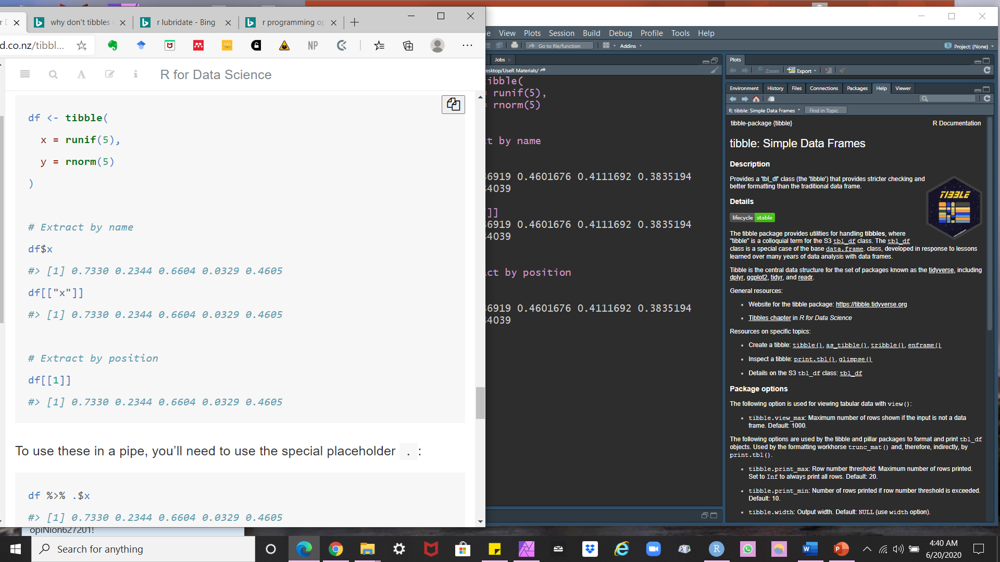 why don't tibbles
r lubridate - Bing
r programming op
d.co.nz/tibbl...
NP
R for Data Science
df <- tibble(
x = runif(5),
y = rnorm(5)
)
# Extract by name
df$x
#> [1] 0.7330 0.2344 0.6604 0.0329 0.4605
df[["x"]]
#> [1] 0.7330 0.2344 0.6604 0.0329 0.4605
# Extract by position
df[[1]]
#> [1] 0.7330 0.2344 0.6604 0.0329 0.4605
To use these in a pipe, you'll need to use the special placeholder . :
df %>% .$x
#> [1] 0.7330 0.2344 0.6604 0.0329 0.4605
opiNion627201!
e View Plots Session Build Debug Profile Tools Help
Go to file/function
Addins
Project: (None)
Jobs
esktop/UseR Materials/
ibble(
= runif(5),
= rnorm(5)
ct by name
6919 0.4601676 0.4111692 0.3835194
4039
]]
6919 0.4601676 0.4111692 0.3835194
4039
ct by position
6919 0.4601676 0.4111692 0.3835194
4039
Plots
Zoom Export
Environment History Files Connections Packages Help Viewer
R: tibble: Simple Data Frames Find in Topic
tibble-package {tibble} R Documentation
tibble: Simple Data Frames
Description
Provides a 'tbl_df' class (the 'tibble') that provides stricter checking and
better formatting than the traditional data frame.
TIBBLE
Details
lifecycle stable
The tibble package provides utilities for handling tibbles, where
"tibble" is a colloquial term for the S3 tbl_df class. The tbl_df
class is a special case of the base data.frame. class, developed in response to lessons
learned over many years of data analysis with data frames.
Tibble is the central data structure for the set of packages known as the tidyverse, including
dplyr, ggplot2, tidyr, and readr.
General resources:
• Website for the tibble package: https://tibble.tidyverse.org
• Tibbles chapter in R for Data Science
Resources on specific topics:
• Create a tibble: tibble(), as_tibble(), tribble(), enframe()
• Inspect a tibble: print.tbl(), glimpse()
• Details on the S3 tbl_df class: tbl_df
Package options
The following option is used for viewing tabular data with view():
• tibble.view_max: Maximum number of rows shown if the input is not a data
frame. Default: 1000.
The following options are used by the tibble and pillar packages to format and print tbl_df
objects. Used by the formatting workhorse trunc_mat() and, therefore, indirectly, by
print.tbl().
• tibble.print_max: Row number threshold: Maximum number of rows printed.
Set to Inf to always print all rows. Default: 20.
• tibble.print_min: Number of rows printed if row number threshold is exceeded.
Default: 10.
• tibble.width: Output width. Default: NULL (use width option).
Search for anything
4:40 AM
6/20/2020